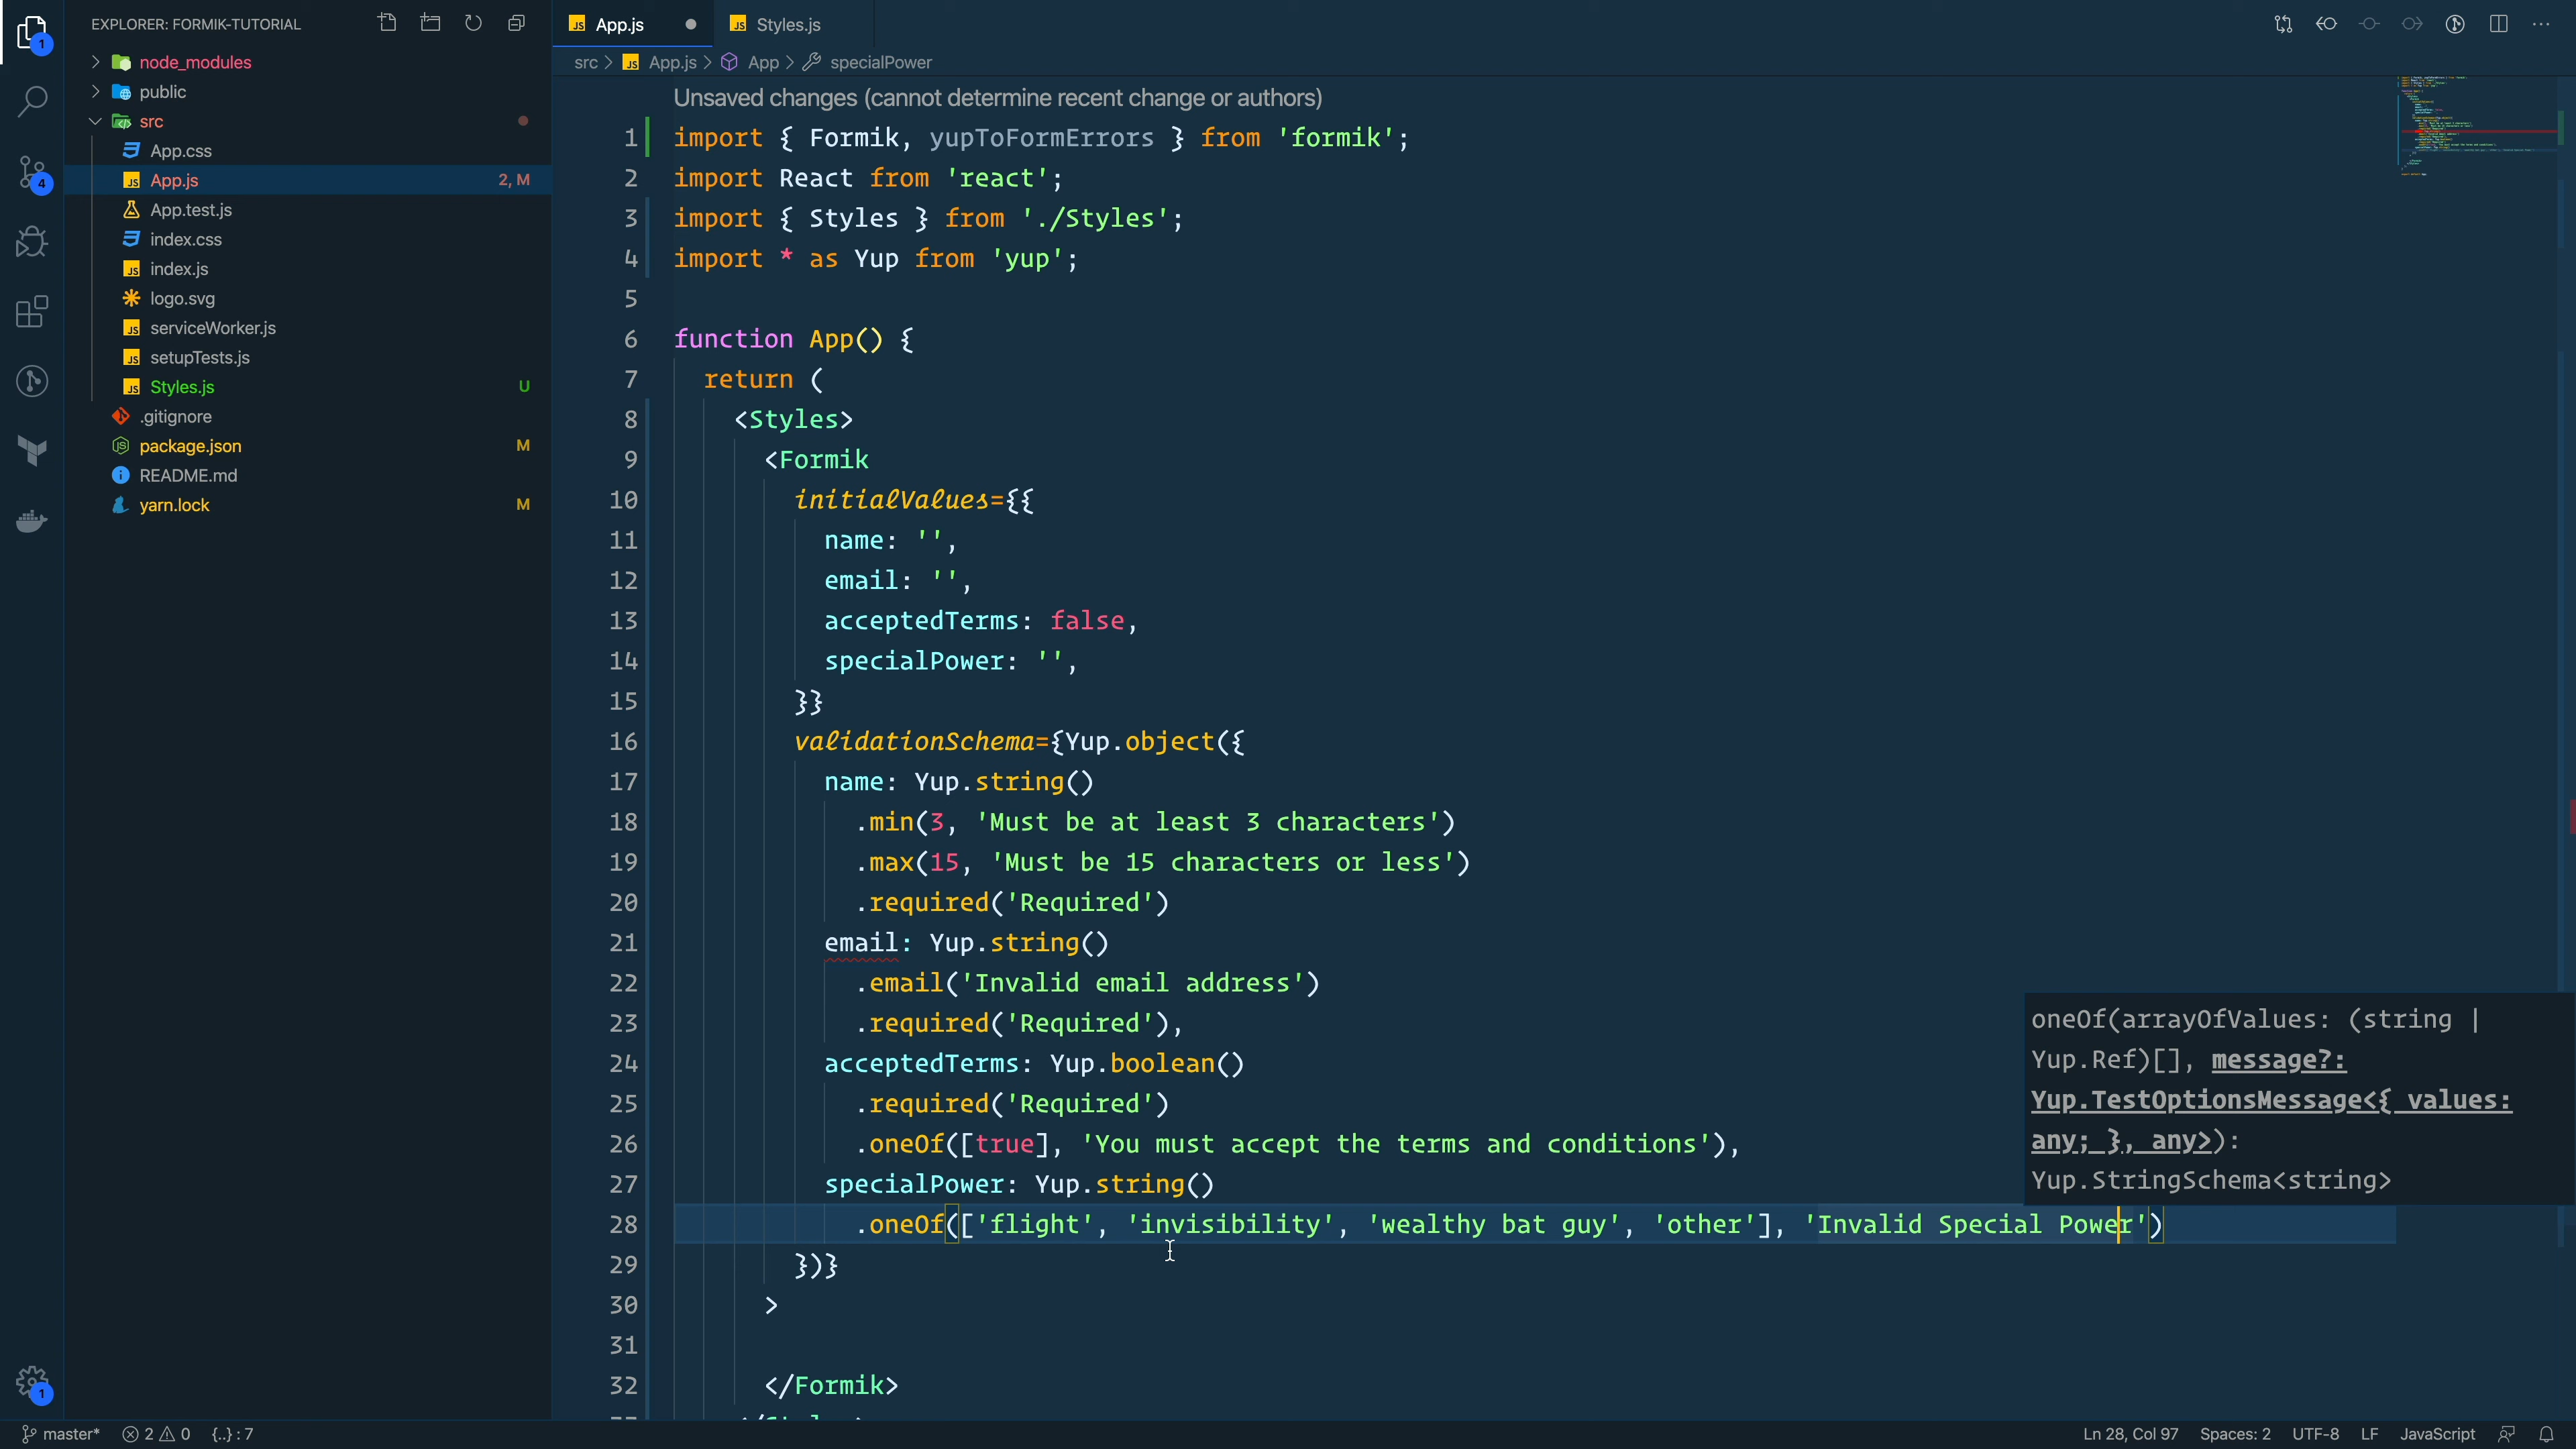 EXPLORER: FORMIK-TUTORIAL
node_modules
public
src
App.css
App.js 2, M
App.test.js
index.css
index.js
logo.svg
serviceWorker.js
setupTests.js
Styles.js U
.gitignore
package.json M
README.md
yarn.lock M
1
4
1
App.js
Styles.js
src > App.js > App > specialPower
Unsaved changes (cannot determine recent change or authors)
1 import { Formik, yupToFormErrors } from 'formik';
2 import React from 'react';
3 import { Styles } from './Styles';
4 import * as Yup from 'yup';
5
6 function App() {
7 return (
8 <Styles>
9 <Formik
10 initialValues={{
11 name: '',
12 email: '',
13 acceptedTerms: false,
14 specialPower: '',
15 }}
16 validationSchema={Yup.object({
17 name: Yup.string()
18 .min(3, 'Must be at least 3 characters')
19 .max(15, 'Must be 15 characters or less')
20 .required('Required')
21 email: Yup.string()
22 .email('Invalid email address')
23 .required('Required'),
24 acceptedTerms: Yup.boolean()
25 .required('Required')
26 .oneOf([true], 'You must accept the terms and conditions'),
27 specialPower: Yup.string()
28 .oneOf(['flight', 'invisibility', 'wealthy bat guy', 'other'], 'Invalid Special Power')
29 })}
30 >
31
32 </Formik>
oneOf(arrayOfValues: (string |
Yup.Ref)[], message?:
Yup.TestOptionsMessage<{ values:
any; }, any>):
Yup.StringSchema<string>
master* 2 0 {..} : 7
Ln 28, Col 97 Spaces: 2 UTF-8 LF JavaScript